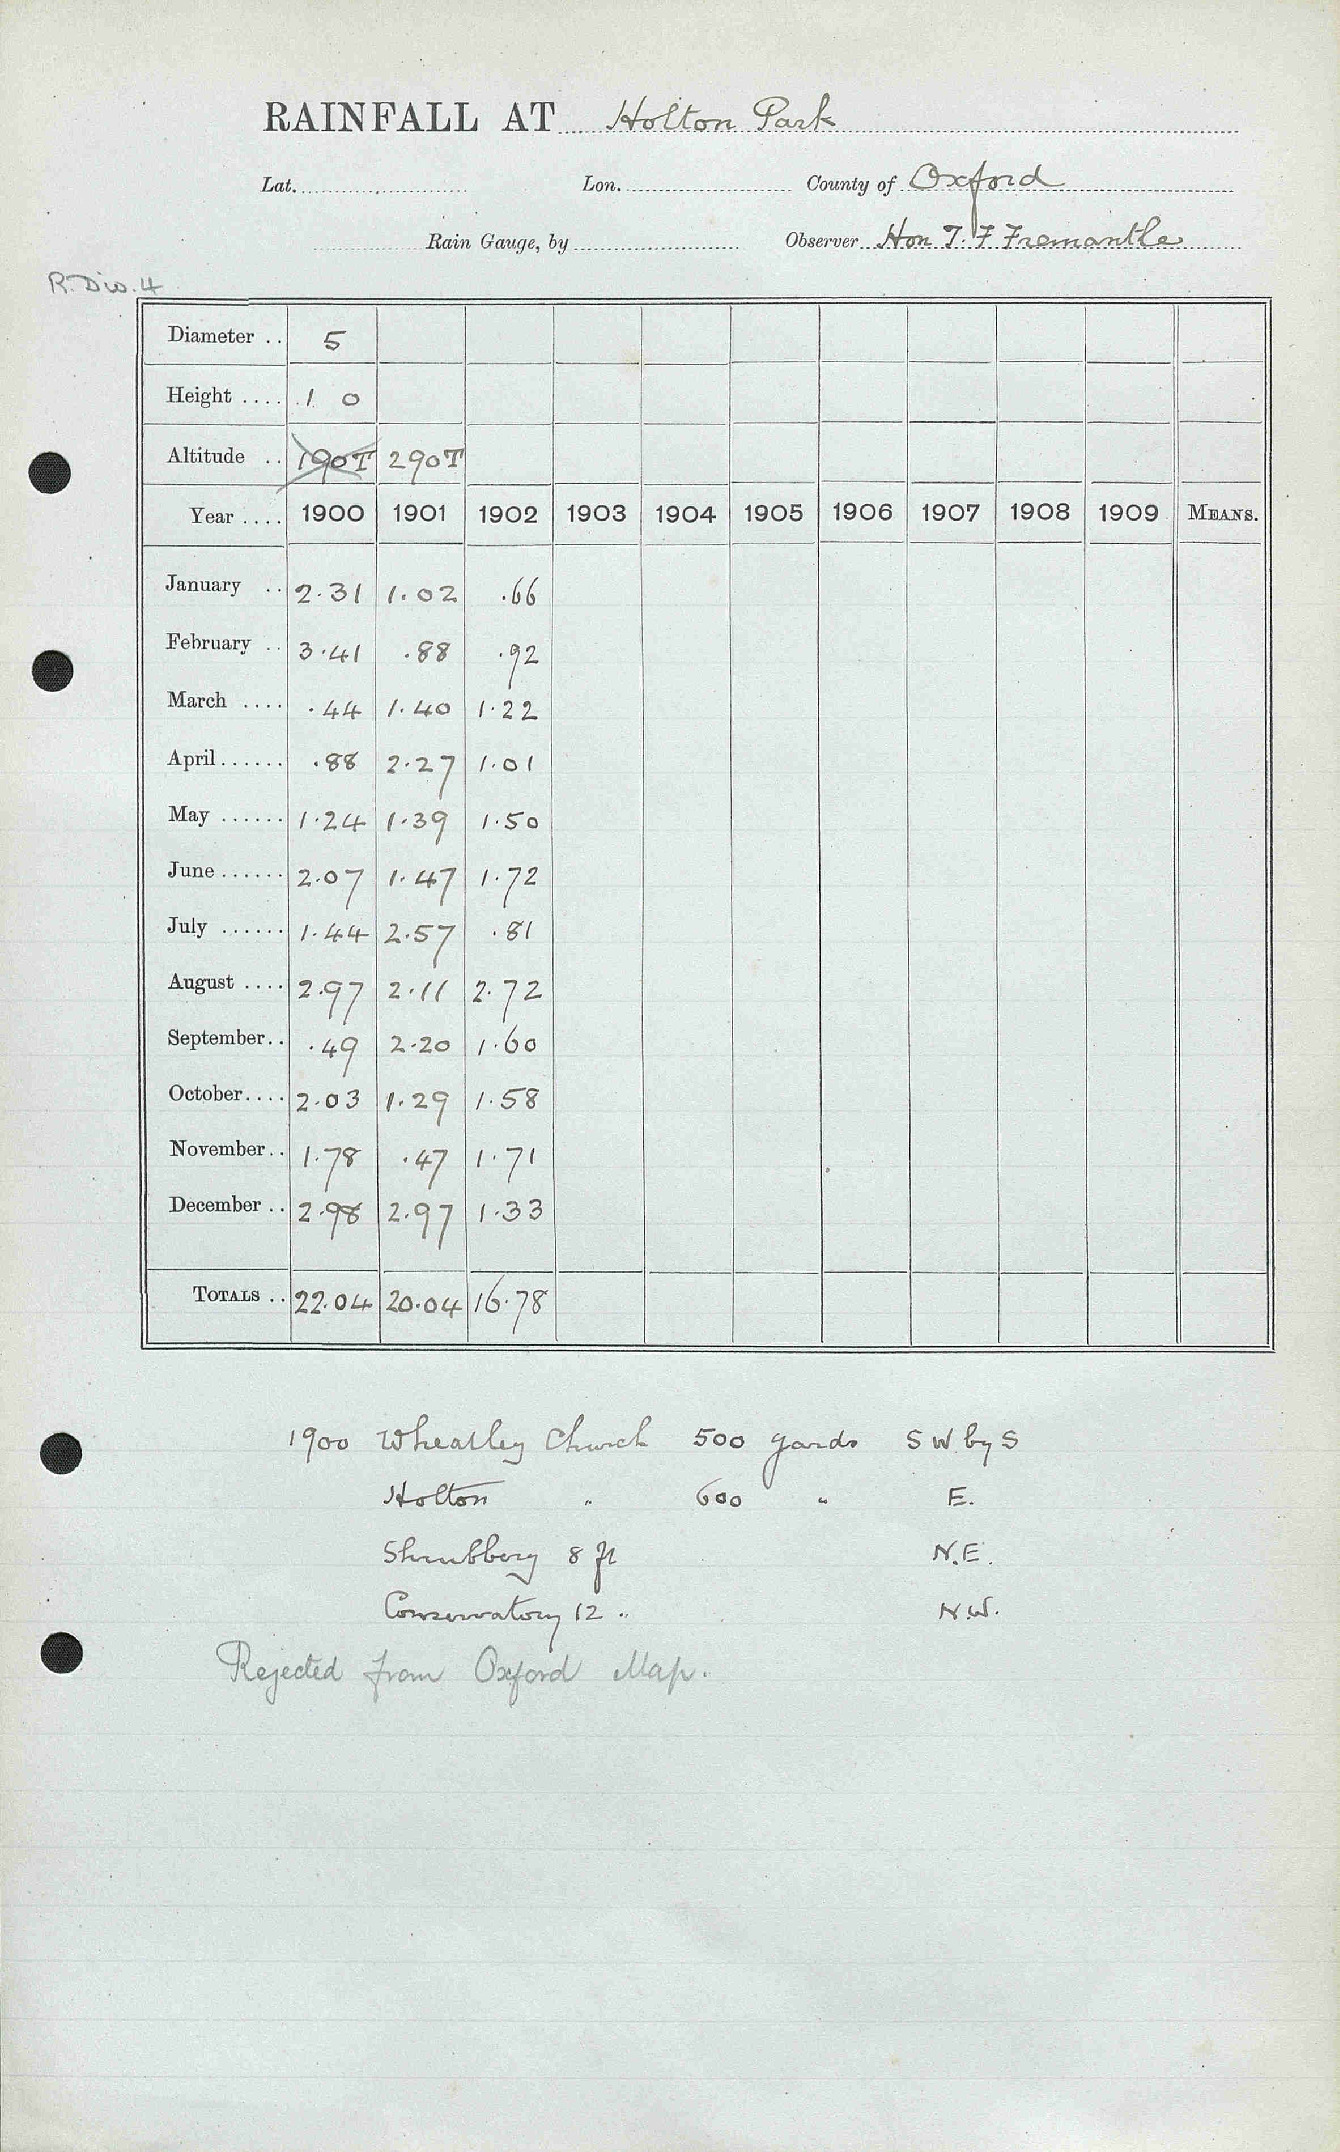 RAINFALL AT Holton Park
Lat. Lon. County of Oxford
Rain Gauge, by Observer Hon T. F Fremantle
R. Div. 4
Diameter .. 5
Height .... 1 0
Altitude .. 190T 290T
Year .... 1900 1901 1902 1903 1904 1905 1906 1907 1908 1909 MEANS.
January .. 2.31 1.02 .66
February .. 3.41 .88 .92
March .... .44 1.40 1.22
April ...... .88 2.27 1.01
May ...... 1.24 1.39 1.50
June ...... 2.07 1.47 1.72
July ...... 1.44 2.57 .81
August .... 2.97 2.11 2.72
September .. .49 2.20 1.60
October .... 2.03 1.29 1.58
November .. 1.78 .47 1.71
December .. 2.98 2.97 1.33
TOTALS .. 22.04 20.04 16.78
1900 Wheatley Church 500 yards S W by S
Holton " 600 " E.
Shrubbery 8 ft N.E.
Conservatory 12 " N.W.
Rejected from Oxford Map.